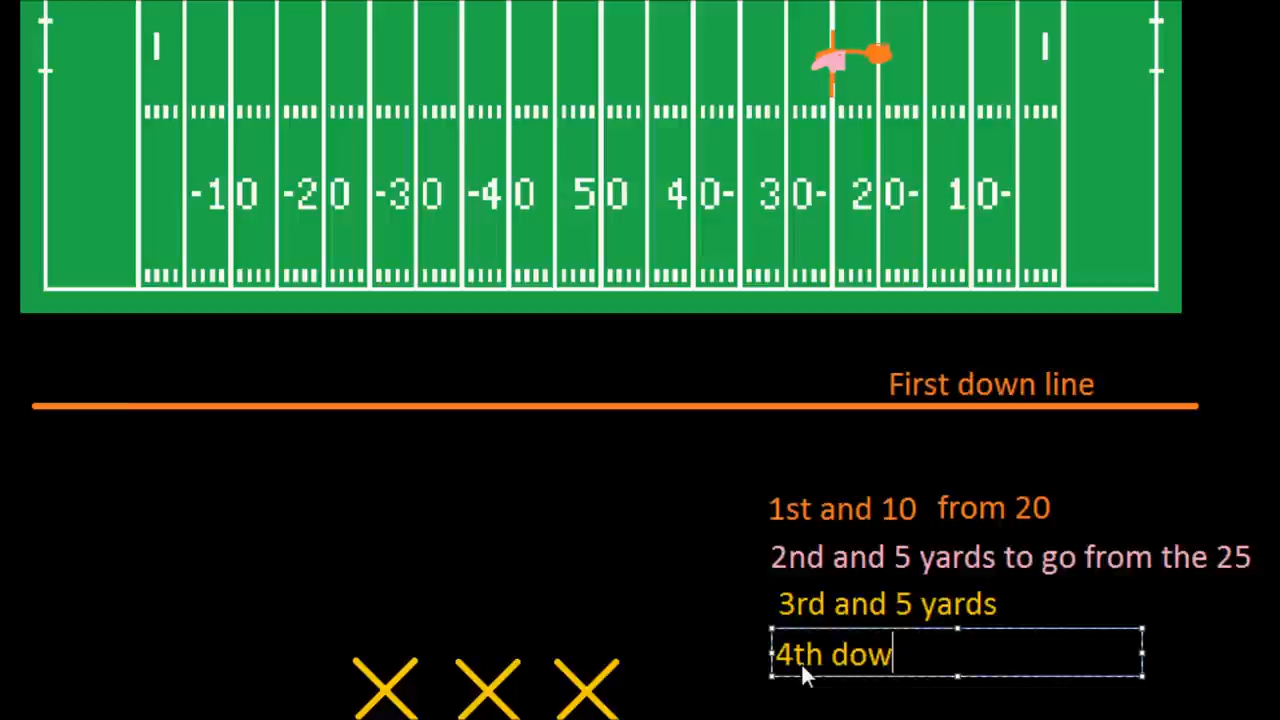 -10 -20 -30 -40 50 40- 30- 20- 10-
First down line
1st and 10 from 20
2nd and 5 yards to go from the 25
3rd and 5 yards
4th dow